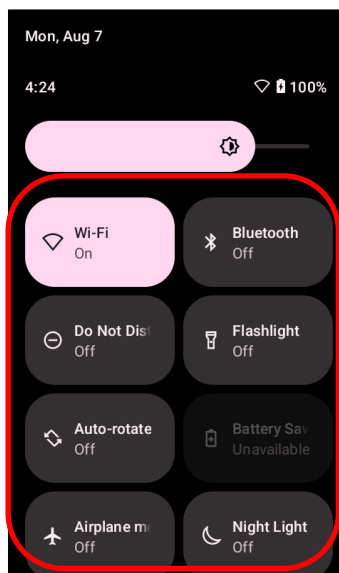 Mon, Aug 7
4:24 100%
Wi-Fi
On
Bluetooth
Off
Do Not Dist
Off
Flashlight
Off
Auto-rotate
Off
Battery Sav
Unavailable
Airplane mo
Off
Night Light
Off